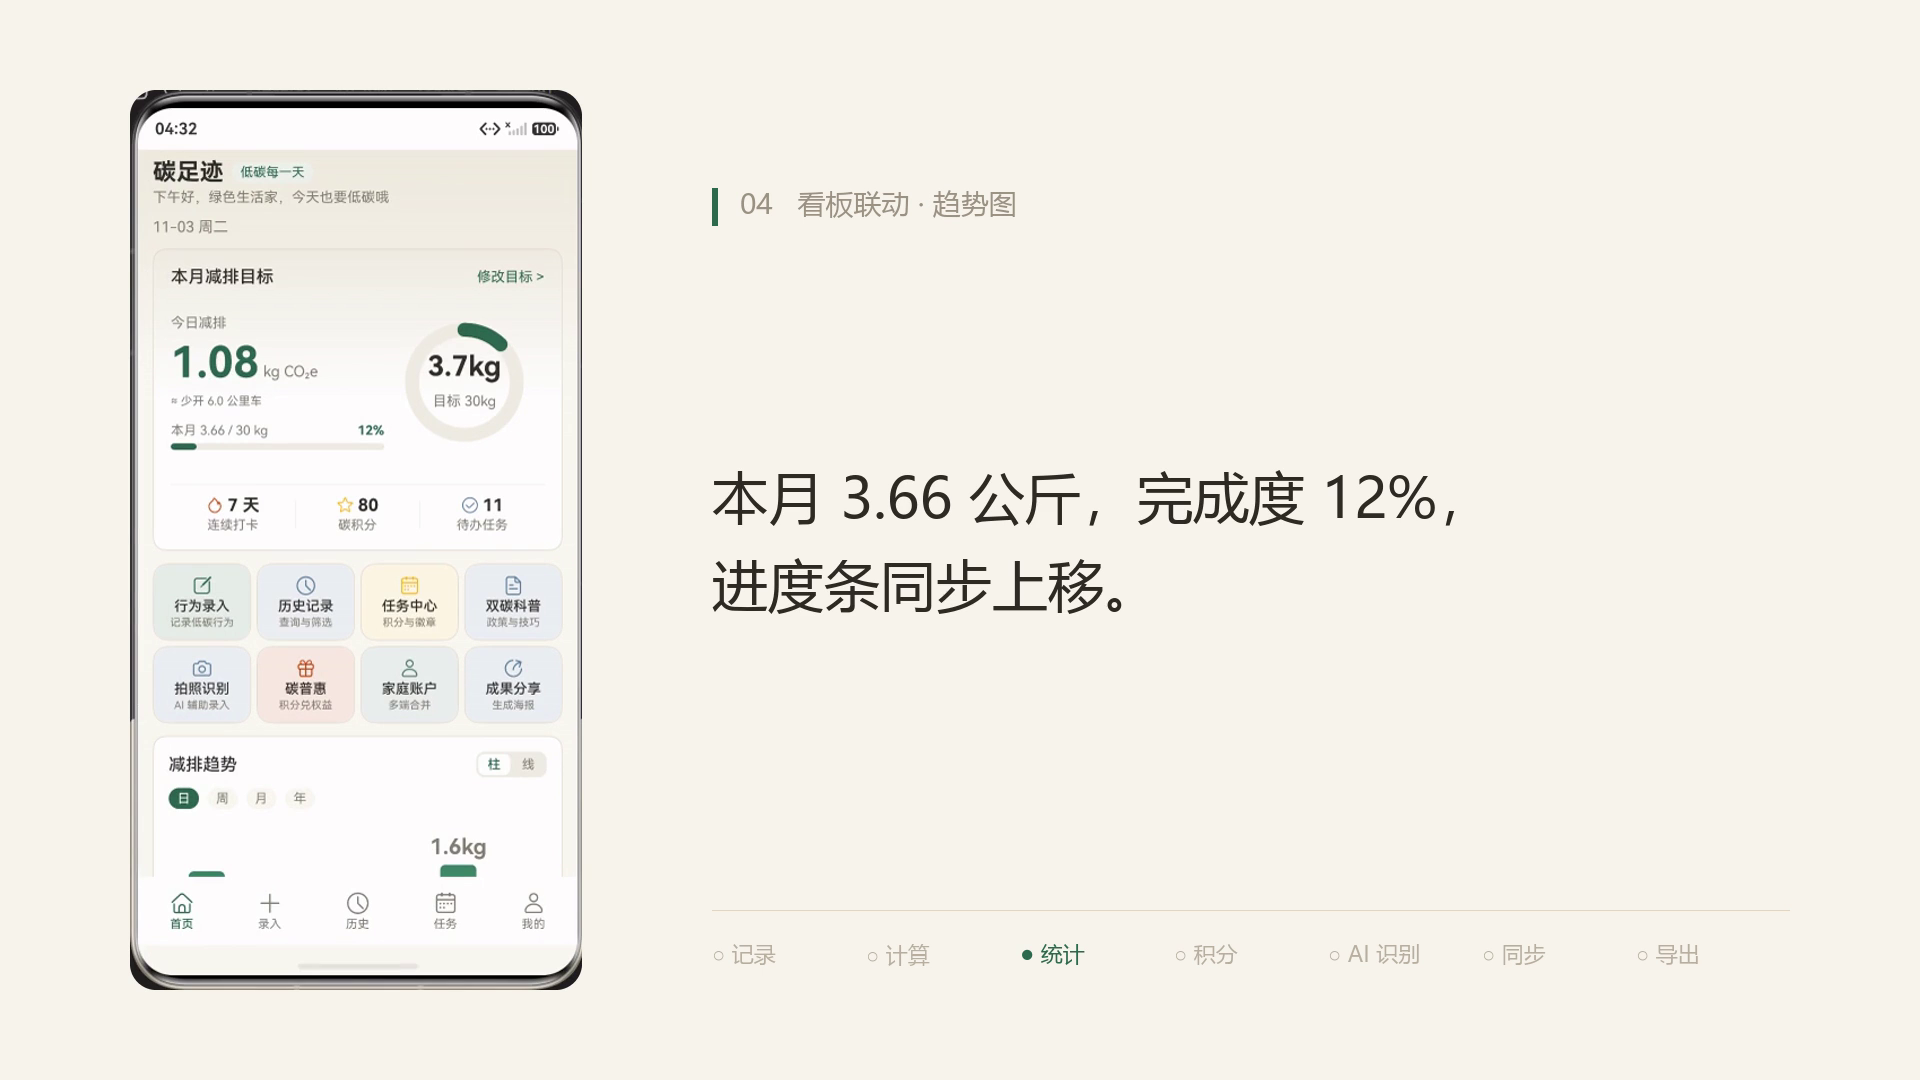 04:32
100
碳足迹 低碳每一天
下午好，绿色生活家，今天也要低碳哦
11-03 周二
本月减排目标 修改目标 >
今日减排
1.08 kg CO₂e
≈ 少开 6.0 公里车
本月 3.66 / 30 kg 12%
3.7kg
目标 30kg
7 天 80 11
连续打卡 碳积分 待办任务
行为录入 历史记录 任务中心 双碳科普
记录低碳行为 查询与筛选 积分与徽章 政策与技巧
拍照识别 碳普惠 家庭账户 成果分享
AI 辅助录入 积分兑权益 多端合并 生成海报
减排趋势 柱 线
日 周 月 年
1.6kg
首页 录入 历史 任务 我的
04 看板联动 · 趋势图
本月 3.66 公斤，完成度 12%，
进度条同步上移。
记录 计算 统计 积分 AI 识别 同步 导出